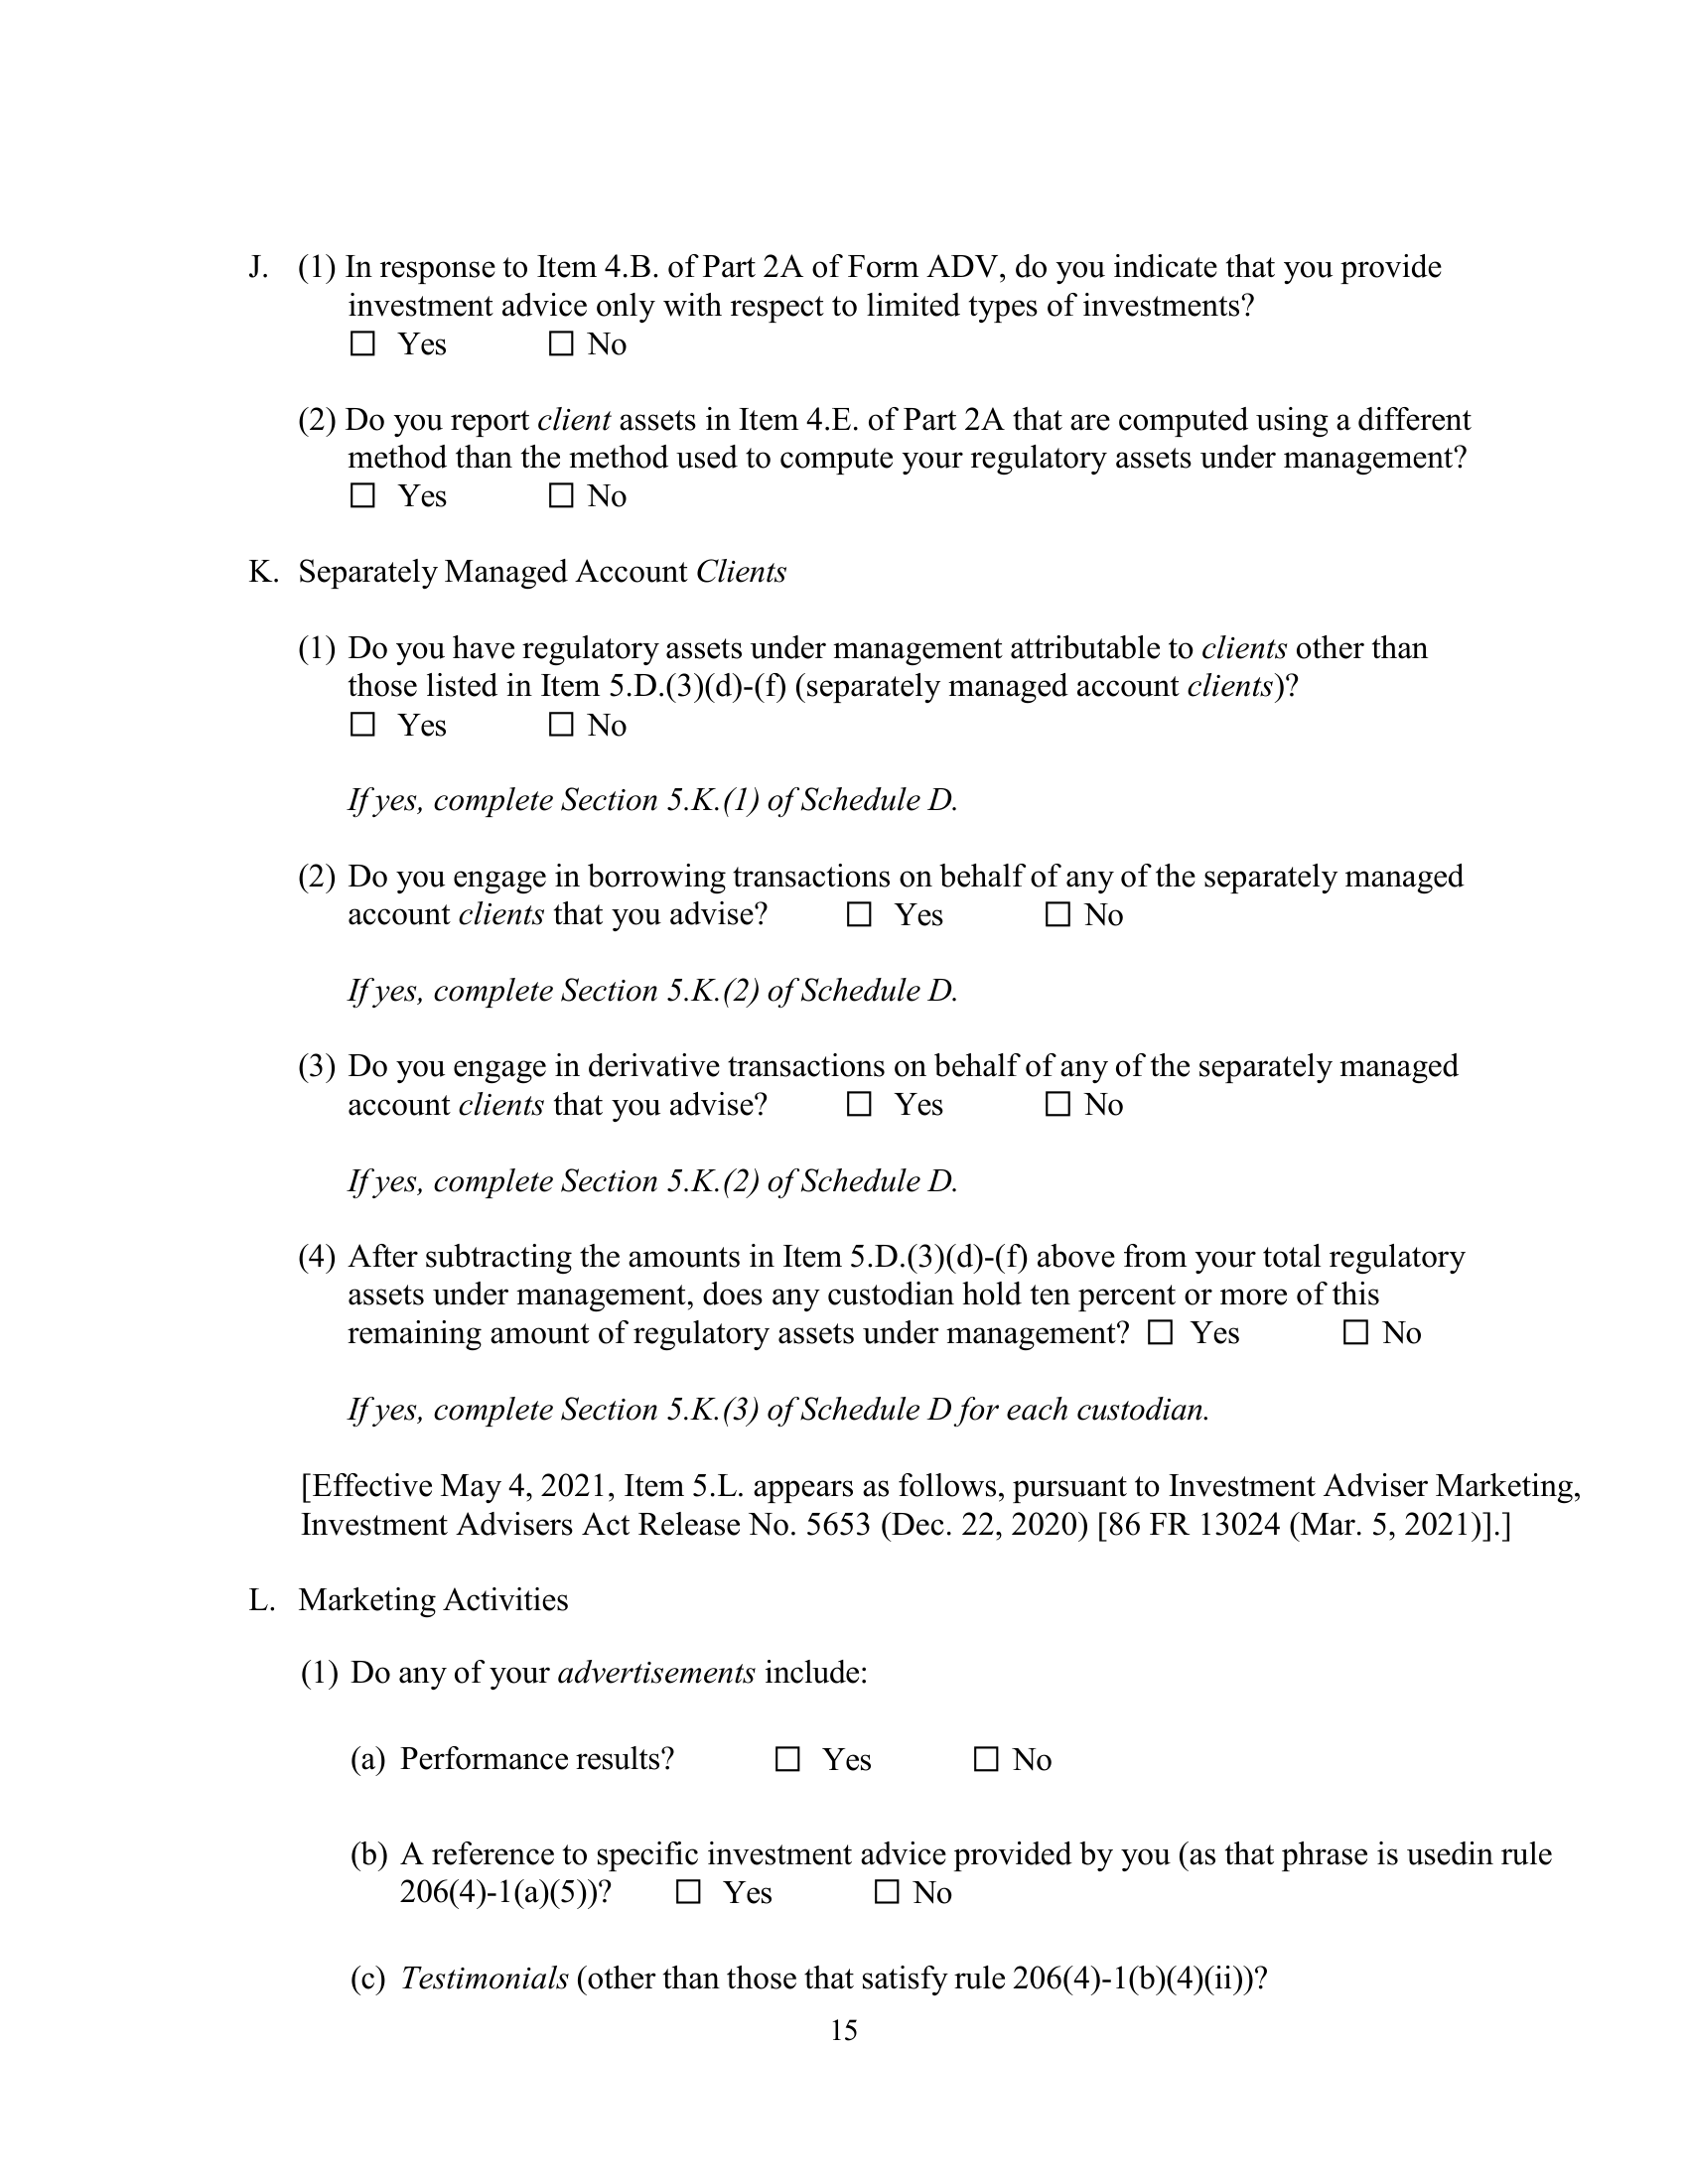 J. (1) In response to Item 4.B. of Part 2A of Form ADV, do you indicate that you provide
investment advice only with respect to limited types of investments?
☐ Yes ☐ No
(2) Do you report client assets in Item 4.E. of Part 2A that are computed using a different
method than the method used to compute your regulatory assets under management?
☐ Yes ☐ No
K. Separately Managed Account Clients
(1) Do you have regulatory assets under management attributable to clients other than
those listed in Item 5.D.(3)(d)-(f) (separately managed account clients)?
☐ Yes ☐ No
If yes, complete Section 5.K.(1) of Schedule D.
(2) Do you engage in borrowing transactions on behalf of any of the separately managed
account clients that you advise? ☐ Yes ☐ No
If yes, complete Section 5.K.(2) of Schedule D.
(3) Do you engage in derivative transactions on behalf of any of the separately managed
account clients that you advise? ☐ Yes ☐ No
If yes, complete Section 5.K.(2) of Schedule D.
(4) After subtracting the amounts in Item 5.D.(3)(d)-(f) above from your total regulatory
assets under management, does any custodian hold ten percent or more of this
remaining amount of regulatory assets under management? ☐ Yes ☐ No
If yes, complete Section 5.K.(3) of Schedule D for each custodian.
[Effective May 4, 2021, Item 5.L. appears as follows, pursuant to Investment Adviser Marketing,
Investment Advisers Act Release No. 5653 (Dec. 22, 2020) [86 FR 13024 (Mar. 5, 2021)].]
L. Marketing Activities
(1) Do any of your advertisements include:
(a) Performance results? ☐ Yes ☐ No
(b) A reference to specific investment advice provided by you (as that phrase is usedin rule
206(4)-1(a)(5))? ☐ Yes ☐ No
(c) Testimonials (other than those that satisfy rule 206(4)-1(b)(4)(ii))?
15